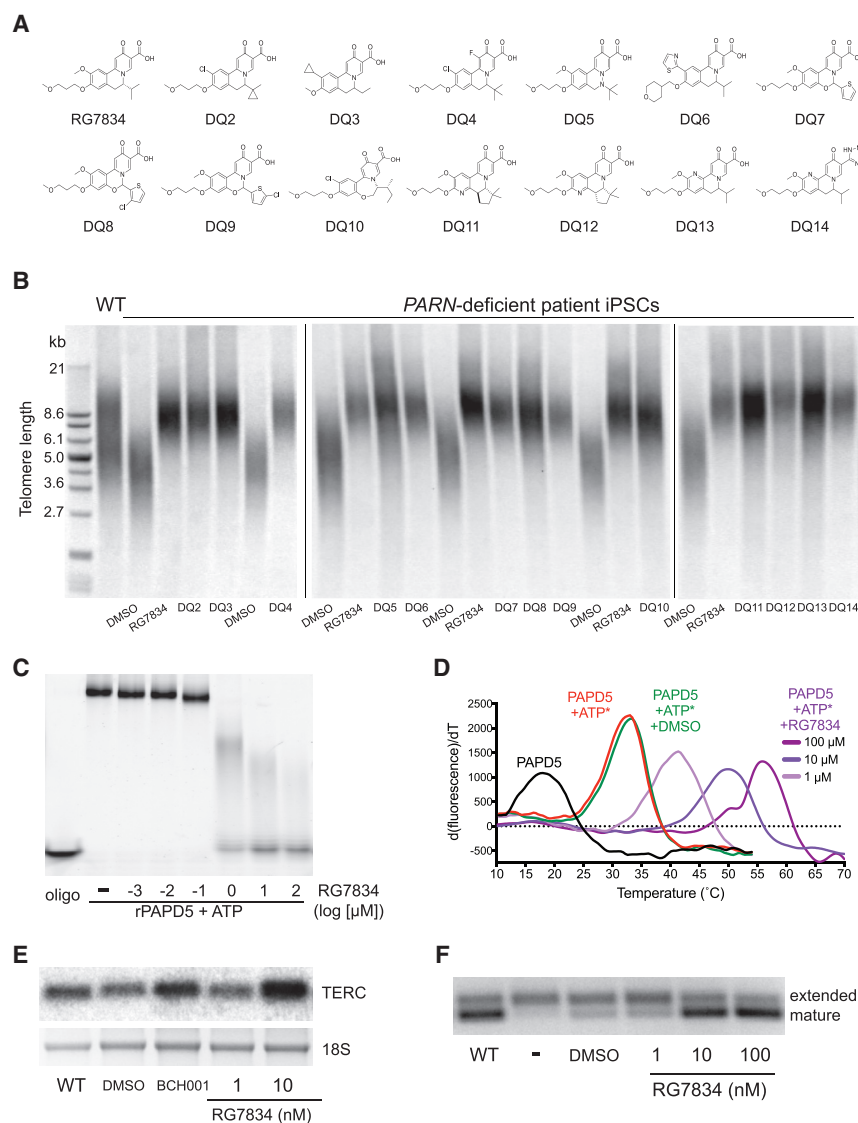 A
RG7834 DQ2 DQ3 DQ4 DQ5 DQ6 DQ7
DQ8 DQ9 DQ10 DQ11 DQ12 DQ13 DQ14
B
WT PARN-deficient patient iPSCs
kb
21
8.6
6.1
5.0
3.6
2.7
Telomere length
DMSO RG7834 DQ2 DQ3 DMSO DQ4 DMSO RG7834 DQ5 DQ6 DMSO RG7834 DQ7 DQ8 DQ9 DMSO RG7834 DQ10 DMSO RG7834 DQ11 DQ12 DQ13 DQ14
C
oligo - -3 -2 -1 0 1 2 RG7834
rPAPD5 + ATP (log [µM])
D
PAPD5
PAPD5
+ATP*
PAPD5
+ATP*
+DMSO
PAPD5
+ATP*
+RG7834
100 µM
10 µM
1 µM
d(fluorescence)/dT
2500
2000
1500
1000
500
0
-500
10 15 20 25 30 35 40 45 50 55 60 65 70
Temperature (˚C)
E
TERC
18S
WT DMSO BCH001 1 10
RG7834 (nM)
F
extended
mature
WT - DMSO 1 10 100
RG7834 (nM)